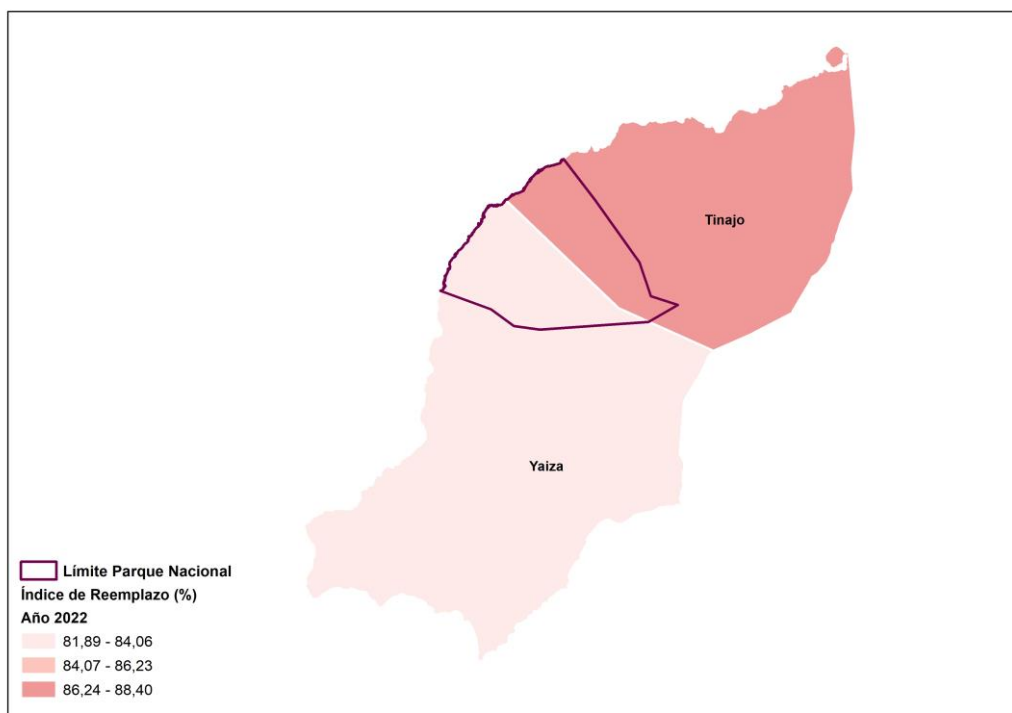 Tinajo
Yaiza
Límite Parque Nacional
Índice de Reemplazo (%)
Año 2022
81,89 - 84,06
84,07 - 86,23
86,24 - 88,40